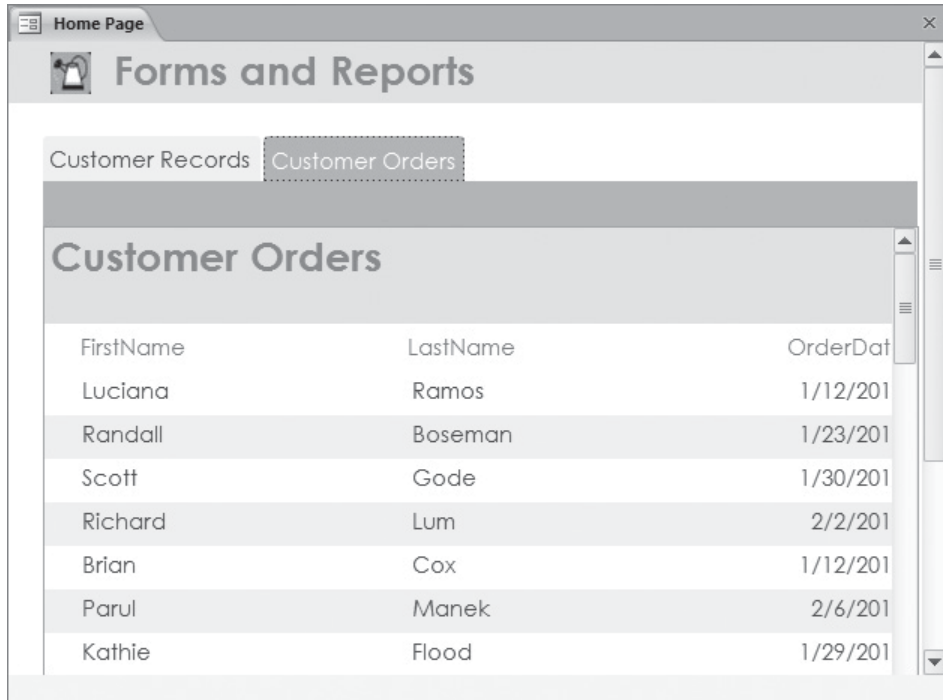 Home Page
Forms and Reports
Customer Records Customer Orders
Customer Orders
FirstName LastName OrderDat
Luciana Ramos 1/12/201
Randall Boseman 1/23/201
Scott Gode 1/30/201
Richard Lum 2/2/201
Brian Cox 1/12/201
Parul Manek 2/6/201
Kathie Flood 1/29/201